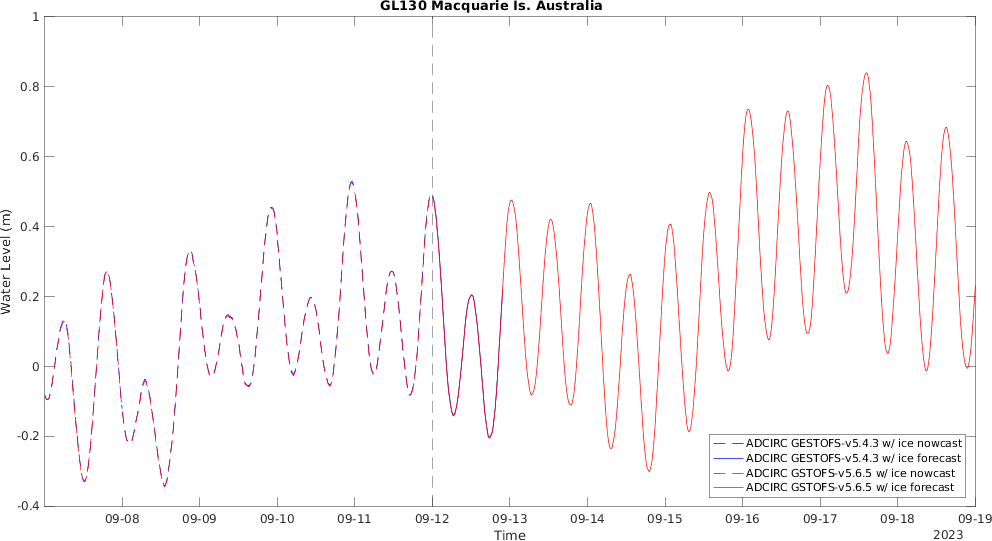 GL130 Macquarie Is. Australia
1
0.8
0.6
0.4
0.2
0
-0.2
-0.4
Water Level (m)
09-08 09-09 09-10 09-11 09-12 09-13 09-14 09-15 09-16 09-17 09-18 09-19
Time
2023
ADCIRC GESTOFS-v5.4.3 w/ ice nowcast
ADCIRC GESTOFS-v5.4.3 w/ ice forecast
ADCIRC GSTOFS-v5.6.5 w/ ice nowcast
ADCIRC GSTOFS-v5.6.5 w/ ice forecast